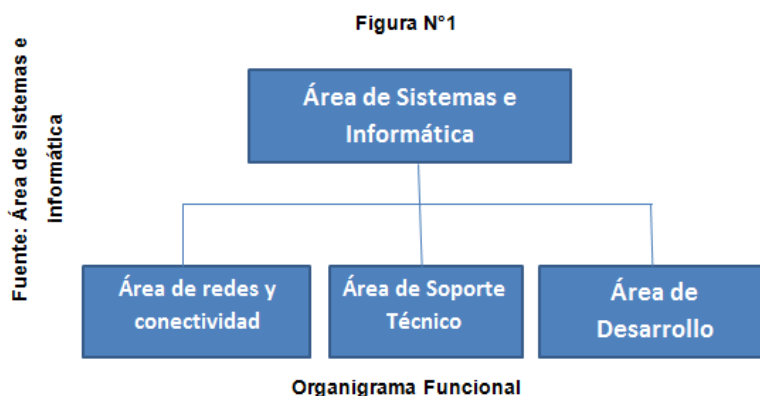 Figura N°1
Fuente: Área de sistemas e
informática
Área de Sistemas e
Informática
Área de redes y
conectividad
Área de Soporte
Técnico
Área de
Desarrollo
Organigrama Funcional